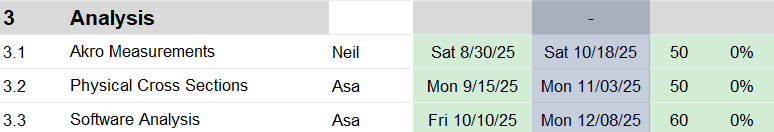 3 Analysis -
3.1 Akro Measurements Neil Sat 8/30/25 Sat 10/18/25 50 0%
3.2 Physical Cross Sections Asa Mon 9/15/25 Mon 11/03/25 50 0%
3.3 Software Analysis Asa Fri 10/10/25 Mon 12/08/25 60 0%